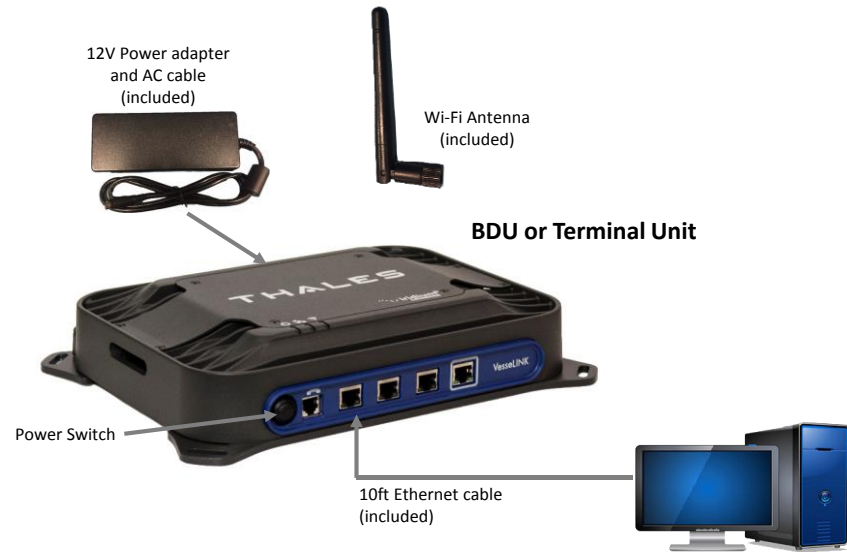 12V Power adapter
and AC cable
(included)
Wi-Fi Antenna
(included)
BDU or Terminal Unit
THALES
iridium
VesseLINK
Power Switch
10ft Ethernet cable
(included)